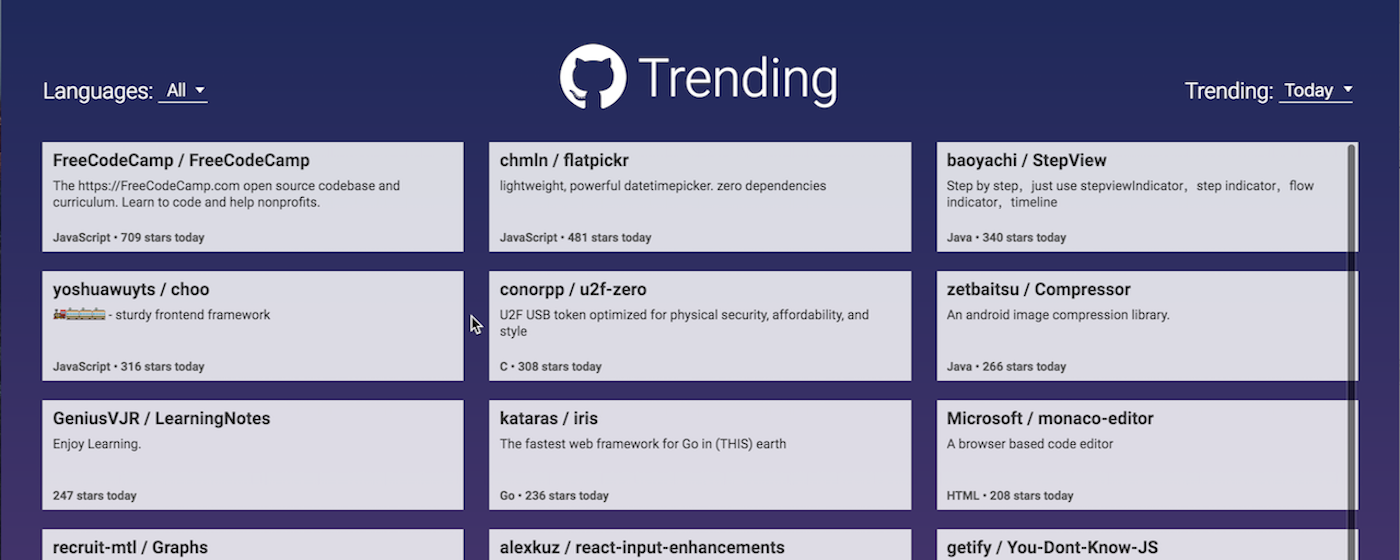 Trending
Languages: All
Trending: Today
FreeCodeCamp / FreeCodeCamp
The https://FreeCodeCamp.com open source codebase and
curriculum. Learn to code and help nonprofits.
JavaScript • 709 stars today
chmln / flatpickr
lightweight, powerful datetimepicker. zero dependencies
JavaScript • 481 stars today
baoyachi / StepView
Step by step，just use stepviewIndicator，step indicator，flow
indicator，timeline
Java • 340 stars today
yoshuawuyts / choo
🚂🚋🚋🚋🚋 - sturdy frontend framework
JavaScript • 316 stars today
conorpp / u2f-zero
U2F USB token optimized for physical security, affordability, and
style
C • 308 stars today
zetbaitsu / Compressor
An android image compression library.
Java • 266 stars today
GeniusVJR / LearningNotes
Enjoy Learning.
247 stars today
kataras / iris
The fastest web framework for Go in (THIS) earth
Go • 236 stars today
Microsoft / monaco-editor
A browser based code editor
HTML • 208 stars today
recruit-mtl / Graphs
alexkuz / react-input-enhancements
getify / You-Dont-Know-JS